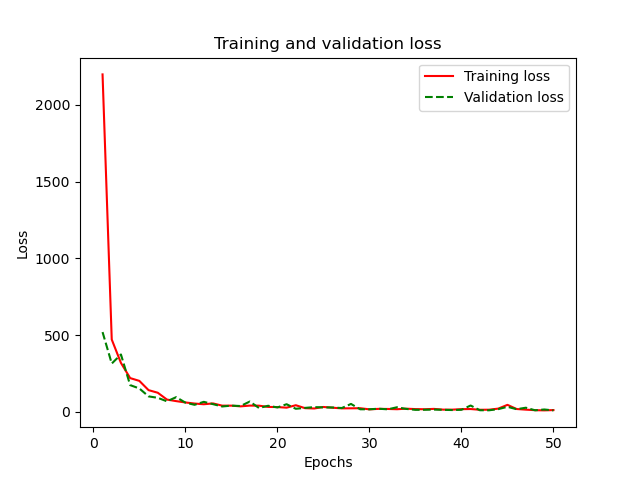 Training and validation loss
Training loss
Validation loss
Loss
2000
1500
1000
500
0
0 10 20 30 40 50
Epochs